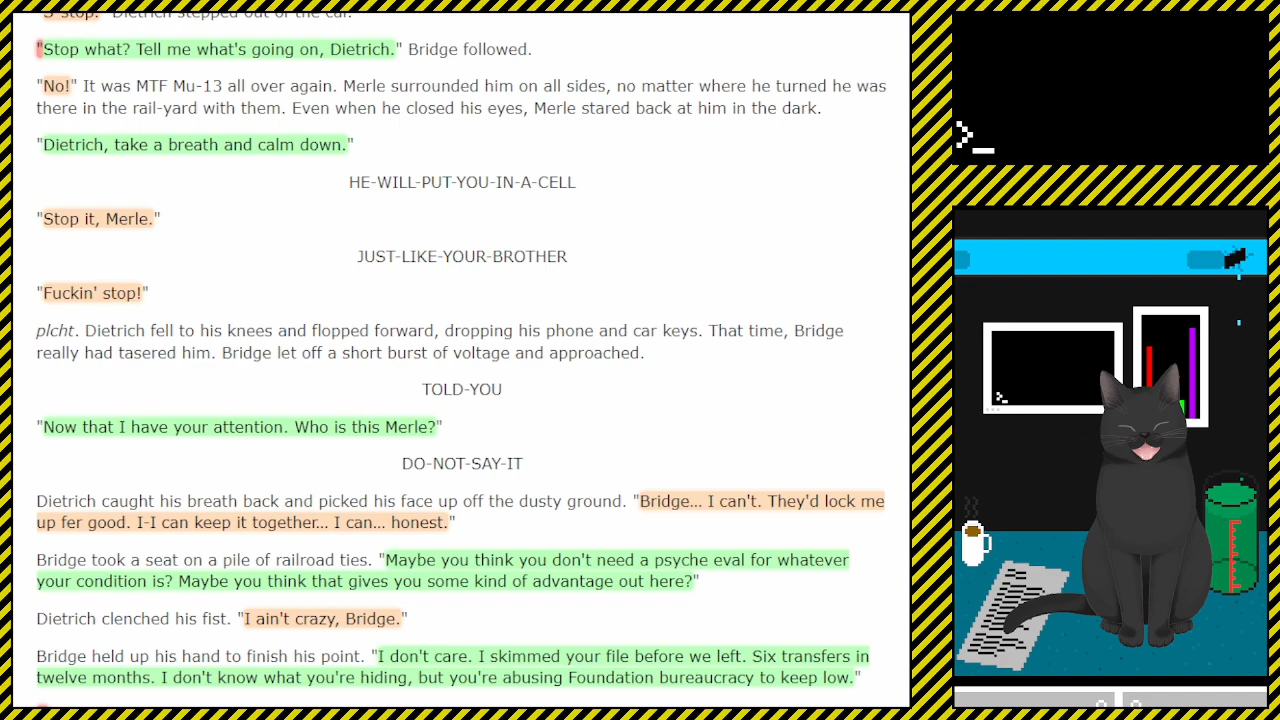 "S-stop." Dietrich stepped out of the car.
"Stop what? Tell me what's going on, Dietrich." Bridge followed.
"No!" It was MTF Mu-13 all over again. Merle surrounded him on all sides, no matter where he turned he was
there in the rail-yard with them. Even when he closed his eyes, Merle stared back at him in the dark.
"Dietrich, take a breath and calm down."
HE-WILL-PUT-YOU-IN-A-CELL
"Stop it, Merle."
JUST-LIKE-YOUR-BROTHER
"Fuckin' stop!"
plcht. Dietrich fell to his knees and flopped forward, dropping his phone and car keys. That time, Bridge
really had tasered him. Bridge let off a short burst of voltage and approached.
TOLD-YOU
"Now that I have your attention. Who is this Merle?"
DO-NOT-SAY-IT
Dietrich caught his breath back and picked his face up off the dusty ground. "Bridge... I can't. They'd lock me
up fer good. I-I can keep it together... I can... honest."
Bridge took a seat on a pile of railroad ties. "Maybe you think you don't need a psyche eval for whatever
your condition is? Maybe you think that gives you some kind of advantage out here?"
Dietrich clenched his fist. "I ain't crazy, Bridge."
Bridge held up his hand to finish his point. "I don't care. I skimmed your file before we left. Six transfers in
twelve months. I don't know what you're hiding, but you're abusing Foundation bureaucracy to keep low."
>_
>_